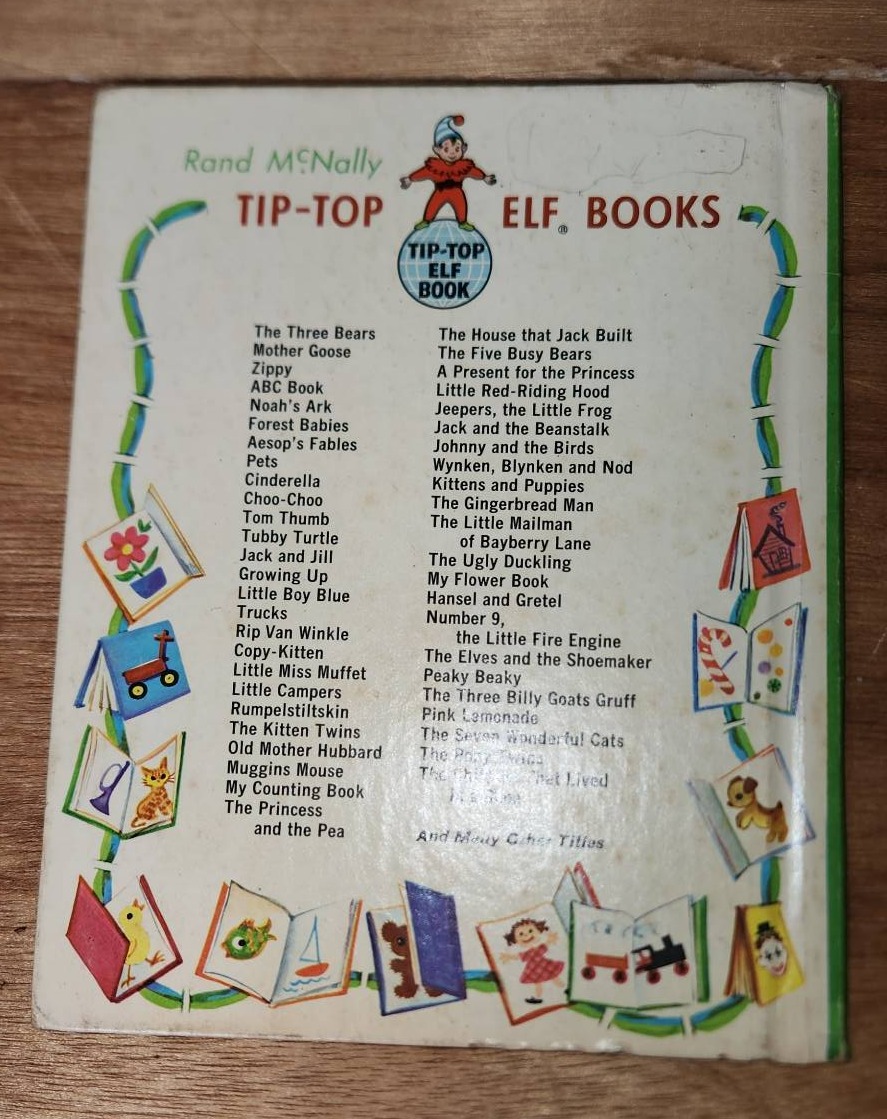 Rand McNally
TIP-TOP ELF® BOOKS
TIP-TOP
ELF
BOOK
The Three Bears
Mother Goose
Zippy
ABC Book
Noah's Ark
Forest Babies
Aesop's Fables
Pets
Cinderella
Choo-Choo
Tom Thumb
Tubby Turtle
Jack and Jill
Growing Up
Little Boy Blue
Trucks
Rip Van Winkle
Copy-Kitten
Little Miss Muffet
Little Campers
Rumpelstiltskin
The Kitten Twins
Old Mother Hubbard
Muggins Mouse
My Counting Book
The Princess
and the Pea
The House that Jack Built
The Five Busy Bears
A Present for the Princess
Little Red-Riding Hood
Jeepers, the Little Frog
Jack and the Beanstalk
Johnny and the Birds
Wynken, Blynken and Nod
Kittens and Puppies
The Gingerbread Man
The Little Mailman
of Bayberry Lane
The Ugly Duckling
My Flower Book
Hansel and Gretel
Number 9,
the Little Fire Engine
The Elves and the Shoemaker
Peaky Beaky
The Three Billy Goats Gruff
Pink Lemonade
The Seven Wonderful Cats
The Pony Twins
The That Lived
And Many Other Titles